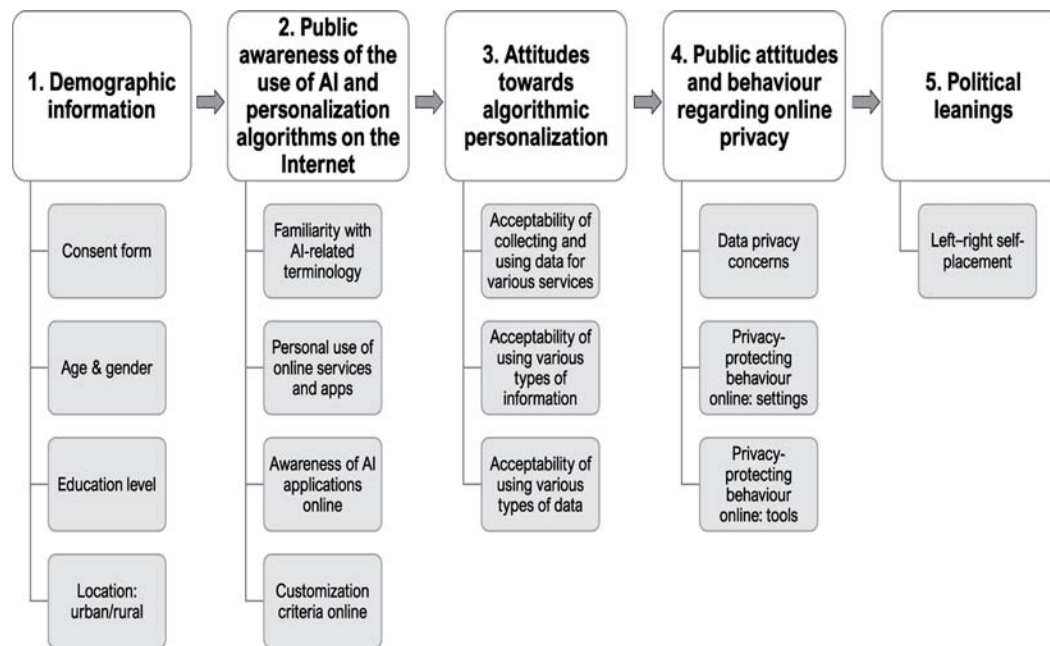 1. Demographic
information
2. Public
awareness of the
use of AI and
personalization
algorithms on the
Internet
3. Attitudes
towards
algorithmic
personalization
4. Public attitudes
and behaviour
regarding online
privacy
5. Political
leanings
Consent form
Age & gender
Education level
Location:
urban/rural
Familiarity with
AI-related
terminology
Personal use of
online services
and apps
Awareness of AI
applications
online
Customization
criteria online
Acceptability of
collecting and
using data for
various services
Acceptability of
using various
types of
information
Acceptability of
using various
types of data
Data privacy
concerns
Privacy-
protecting
behaviour
online: settings
Privacy-
protecting
behaviour
online: tools
Left–right self-
placement